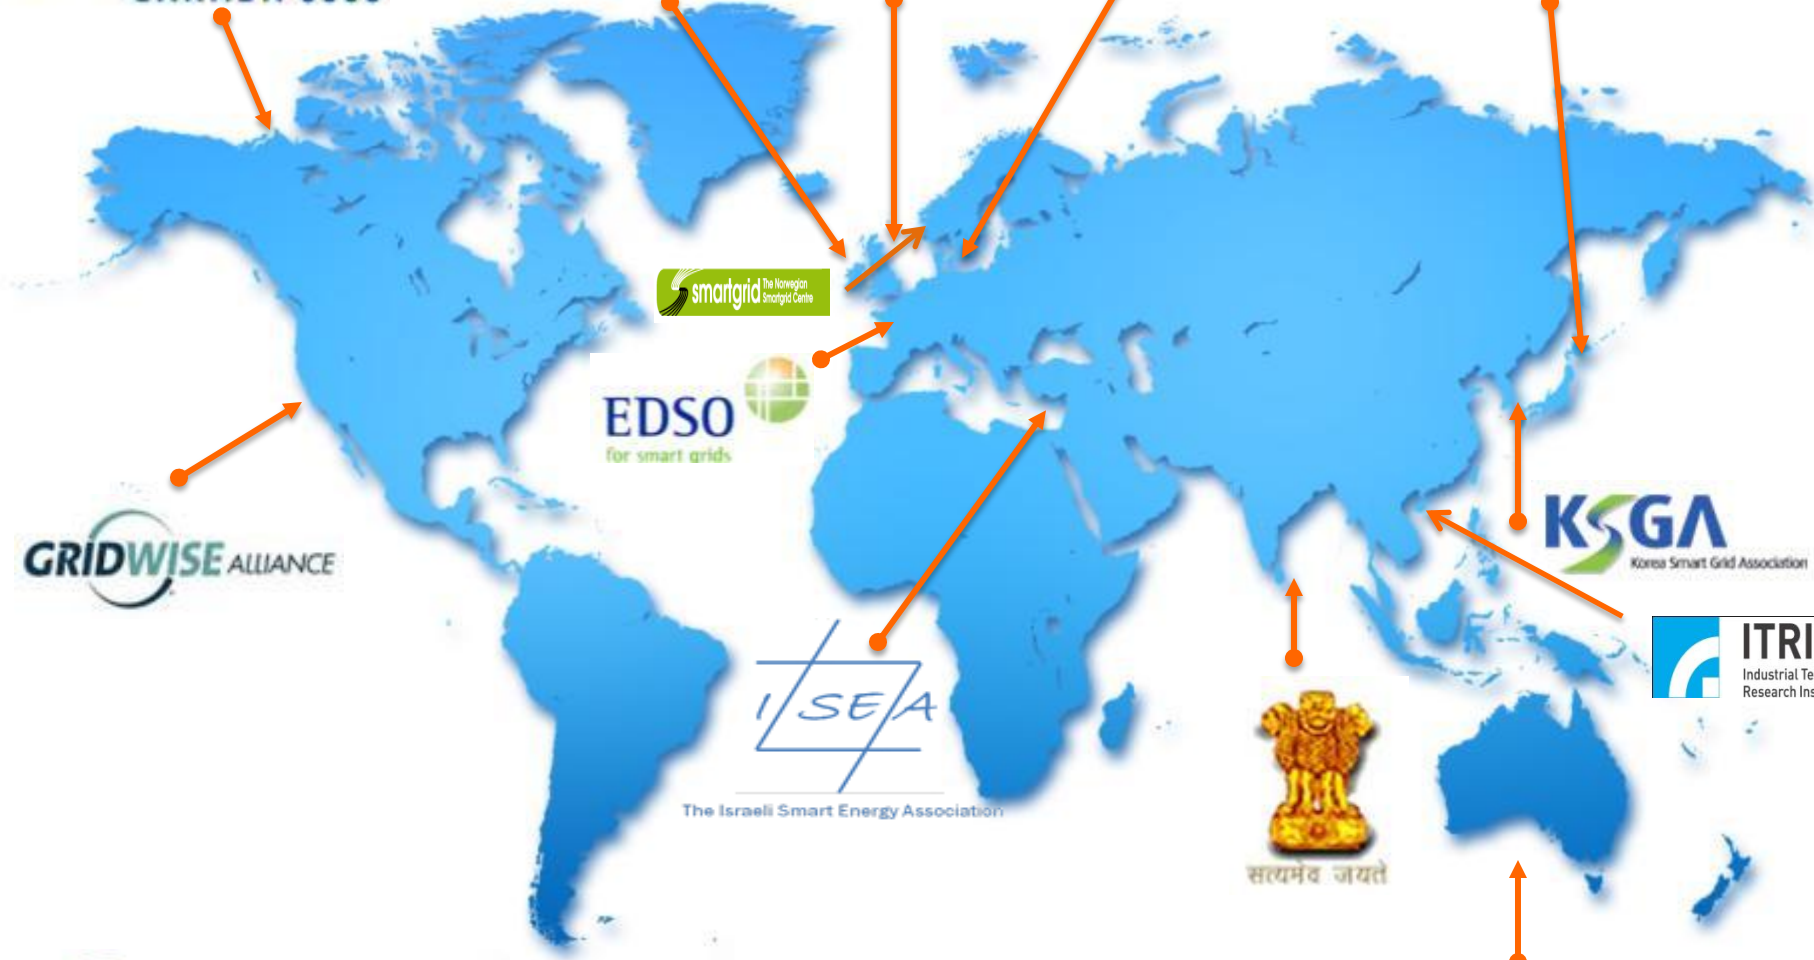 smartgrid The Norwegian
Smartgrid Centre
EDSO
for smart grids
GRIDWISE ALLIANCE
KSGA
Korea Smart Grid Association
ITRI
Industrial Te
Research Ins
I/SE/A
The Israeli Smart Energy Association
सत्यमेव जयते